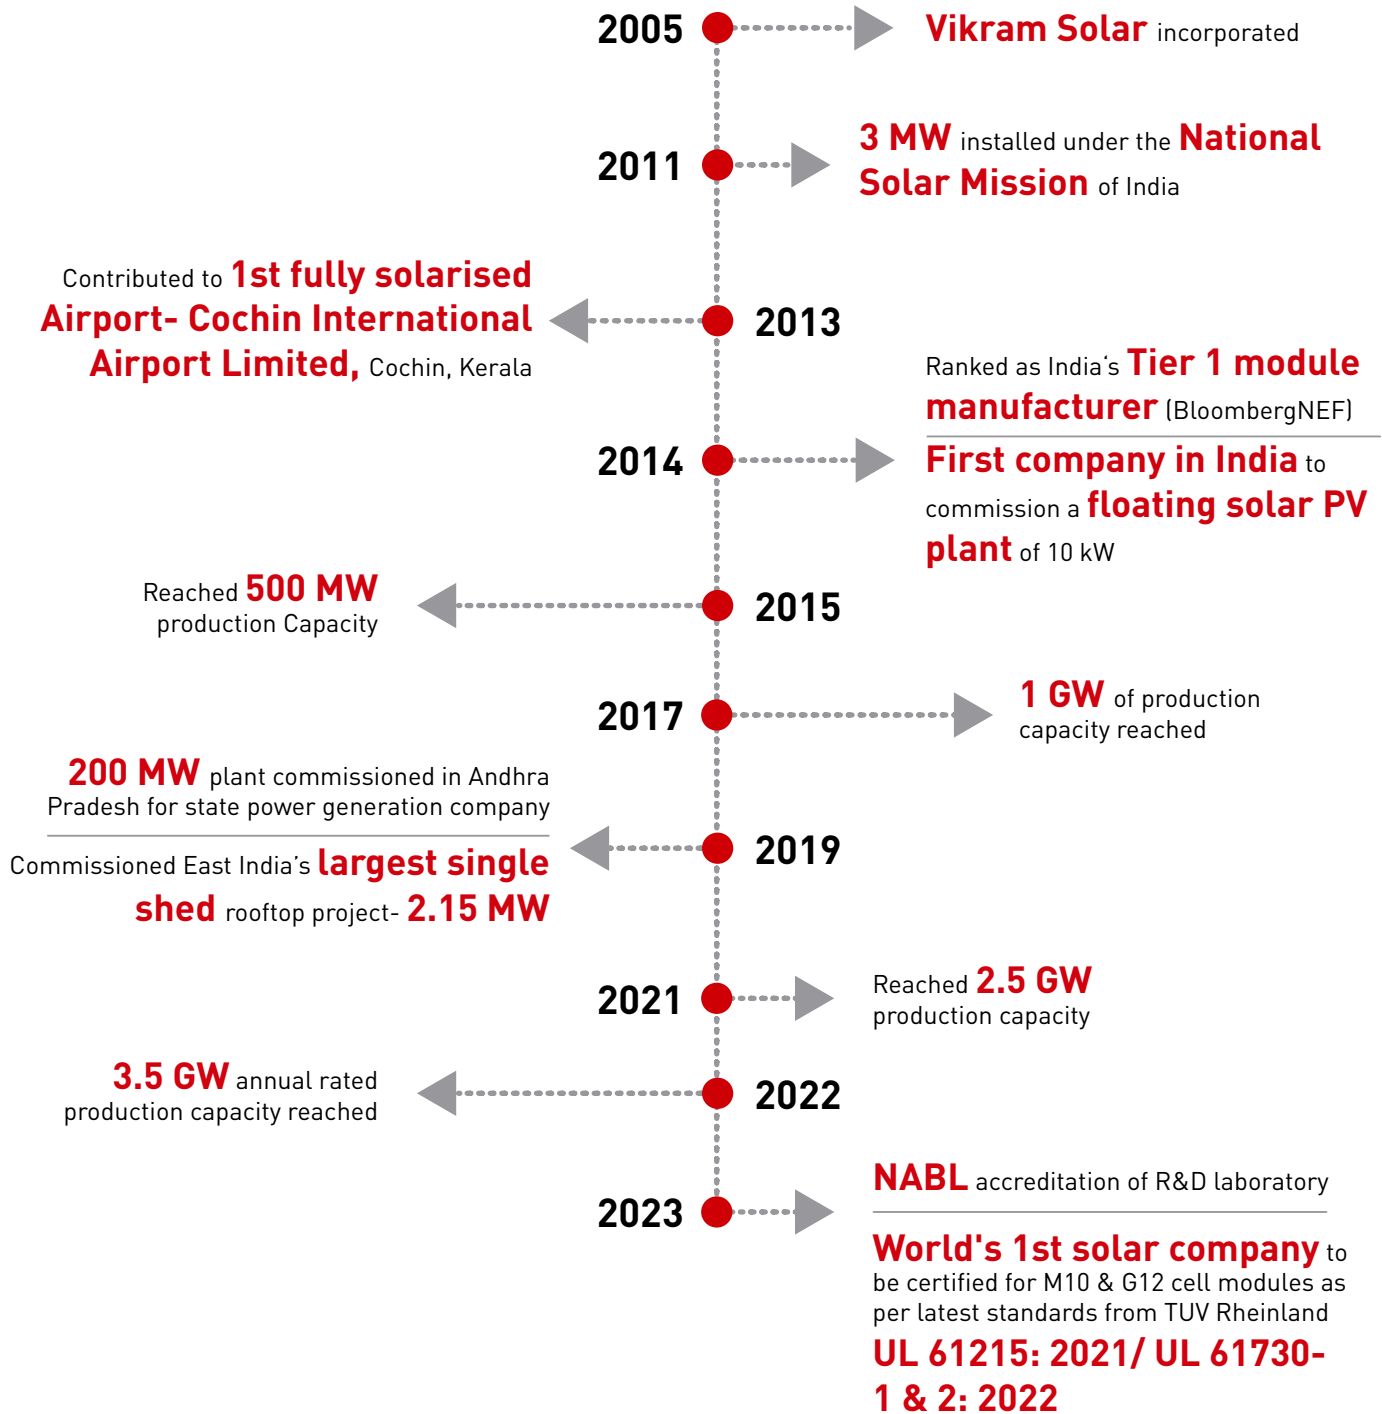 2005
Vikram Solar incorporated
2011
3 MW installed under the National
Solar Mission of India
Contributed to 1st fully solarised
Airport- Cochin International
Airport Limited, Cochin, Kerala
2013
2014
Ranked as India‘s Tier 1 module
manufacturer (BloombergNEF)
First company in India to
commission a floating solar PV
plant of 10 kW
Reached 500 MW
production Capacity
2015
2017
1 GW of production
capacity reached
200 MW plant commissioned in Andhra
Pradesh for state power generation company
Commissioned East India’s largest single
shed rooftop project- 2.15 MW
2019
2021
Reached 2.5 GW
production capacity
3.5 GW annual rated
production capacity reached
2022
2023
NABL accreditation of R&D laboratory
World's 1st solar company to
be certified for M10 & G12 cell modules as
per latest standards from TUV Rheinland
UL 61215: 2021/ UL 61730-
1 & 2: 2022